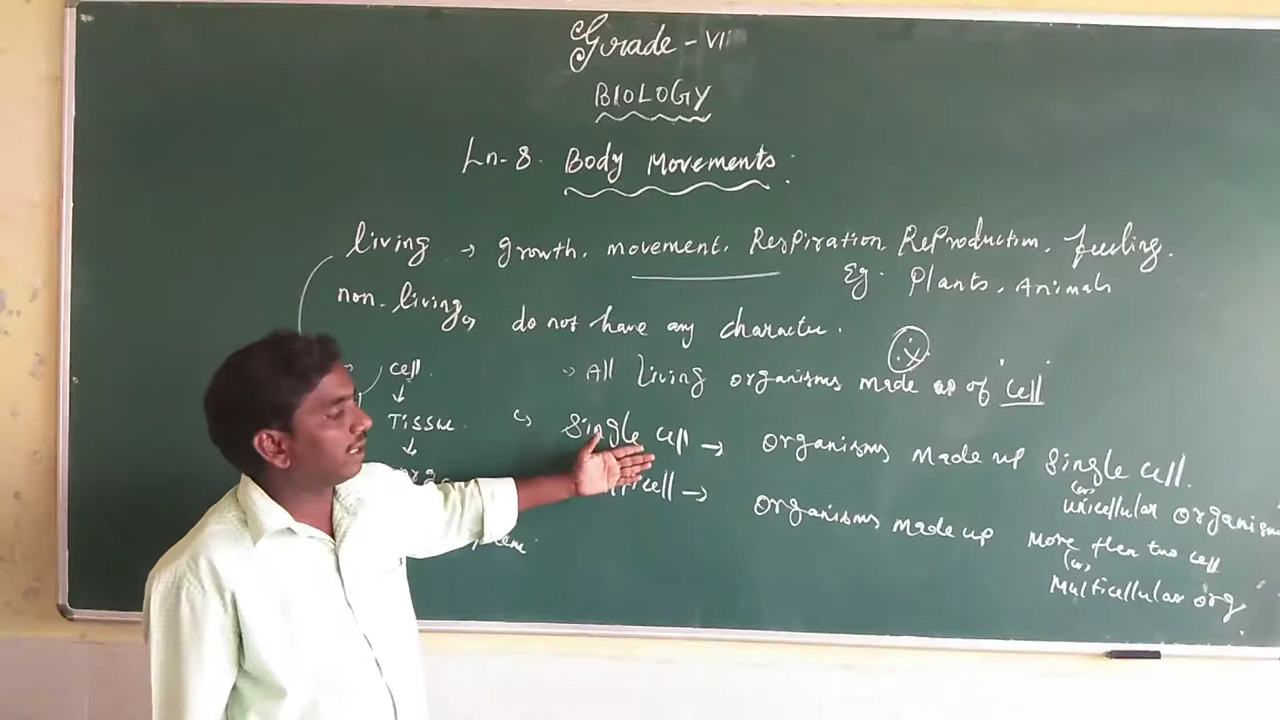 Grade - VII
BIOLOGY
Ln-8. Body Movements:
living → growth. movement. Respiration Reproduction. feeling.
Eg. Plants, Animals
non-living → do not have any character.
cell. → All Living organisms made up of 'cell'
↓
Tissue. → Single cell → organisms made up Single cell.
↓
(or)
unicellular organism
cell → organisms made up More then two cell
(or)
Multicellular org